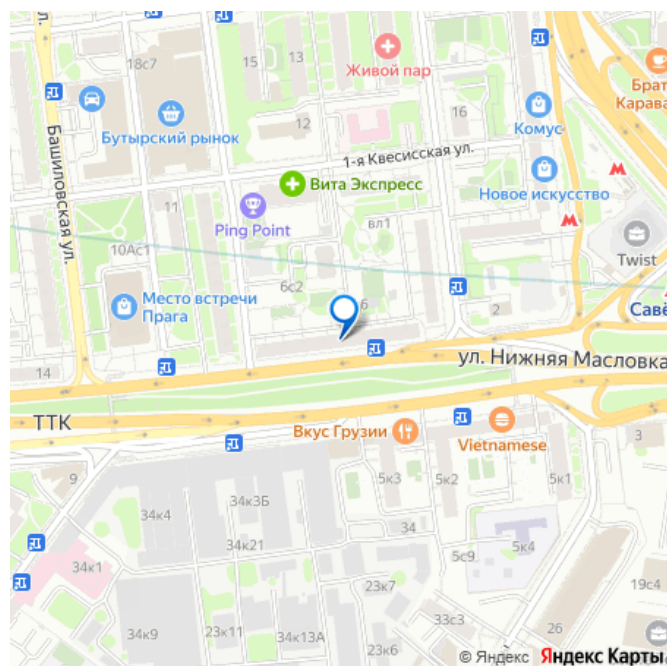 18с7
15
13
Живой пар
Брат
Карава
Бутырский рынок
12
16
Комус
Башиловская ул.
ул.
1-я Квесисская ул.
Вита Экспресс
Новое искусство
11
Ping Point
вл1
10Ас1
Twist
6с2
6
Место встречи
Прага
2
Савё
14
ул. Нижняя Масловка
ТТК
Вкус Грузии
Vietnamese
3
9
5к3
5к2
5к1
34к4
34к3Б
34
34к21
5с9
5к4
34к1
23к7
19с4
34к9
23к11
34к13А
33с3
26
© Яндекс Яндекс Карты